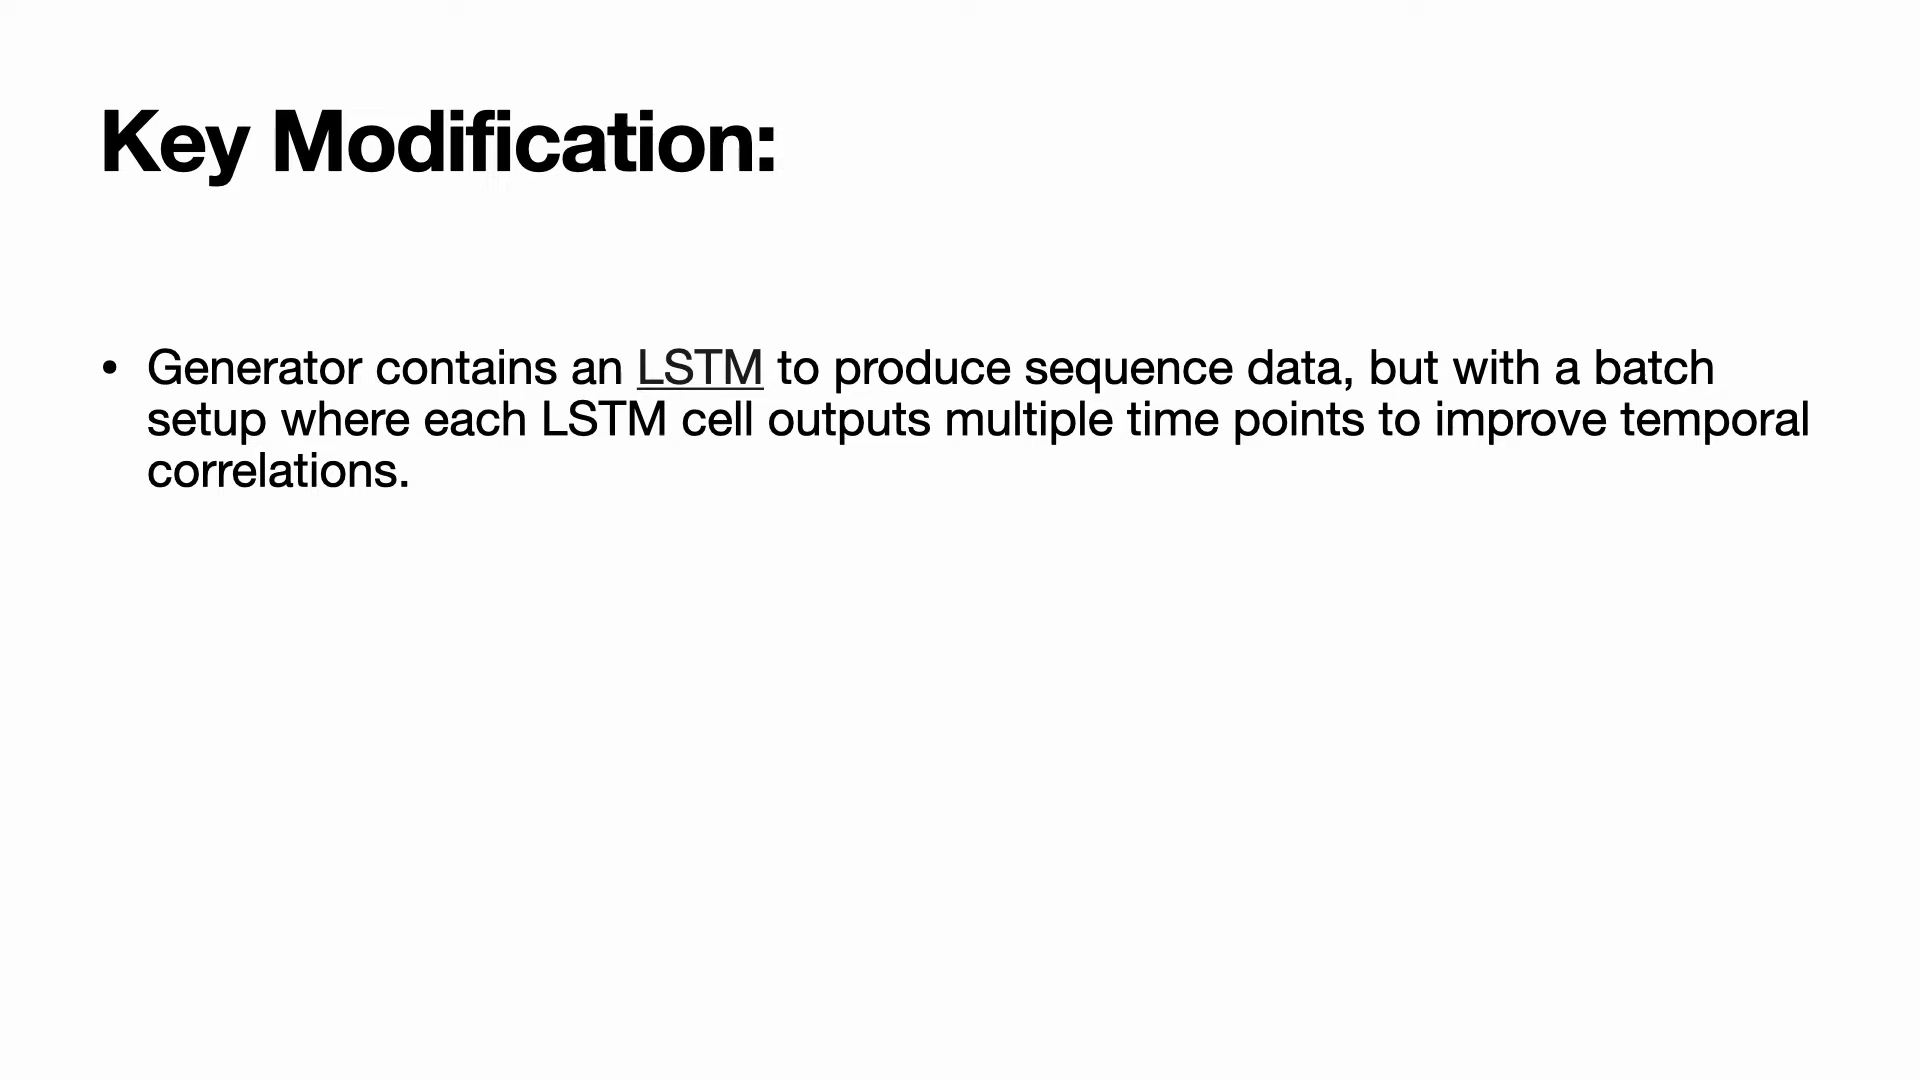 Key Modification:
• Generator contains an LSTM to produce sequence data, but with a batch
setup where each LSTM cell outputs multiple time points to improve temporal
correlations.